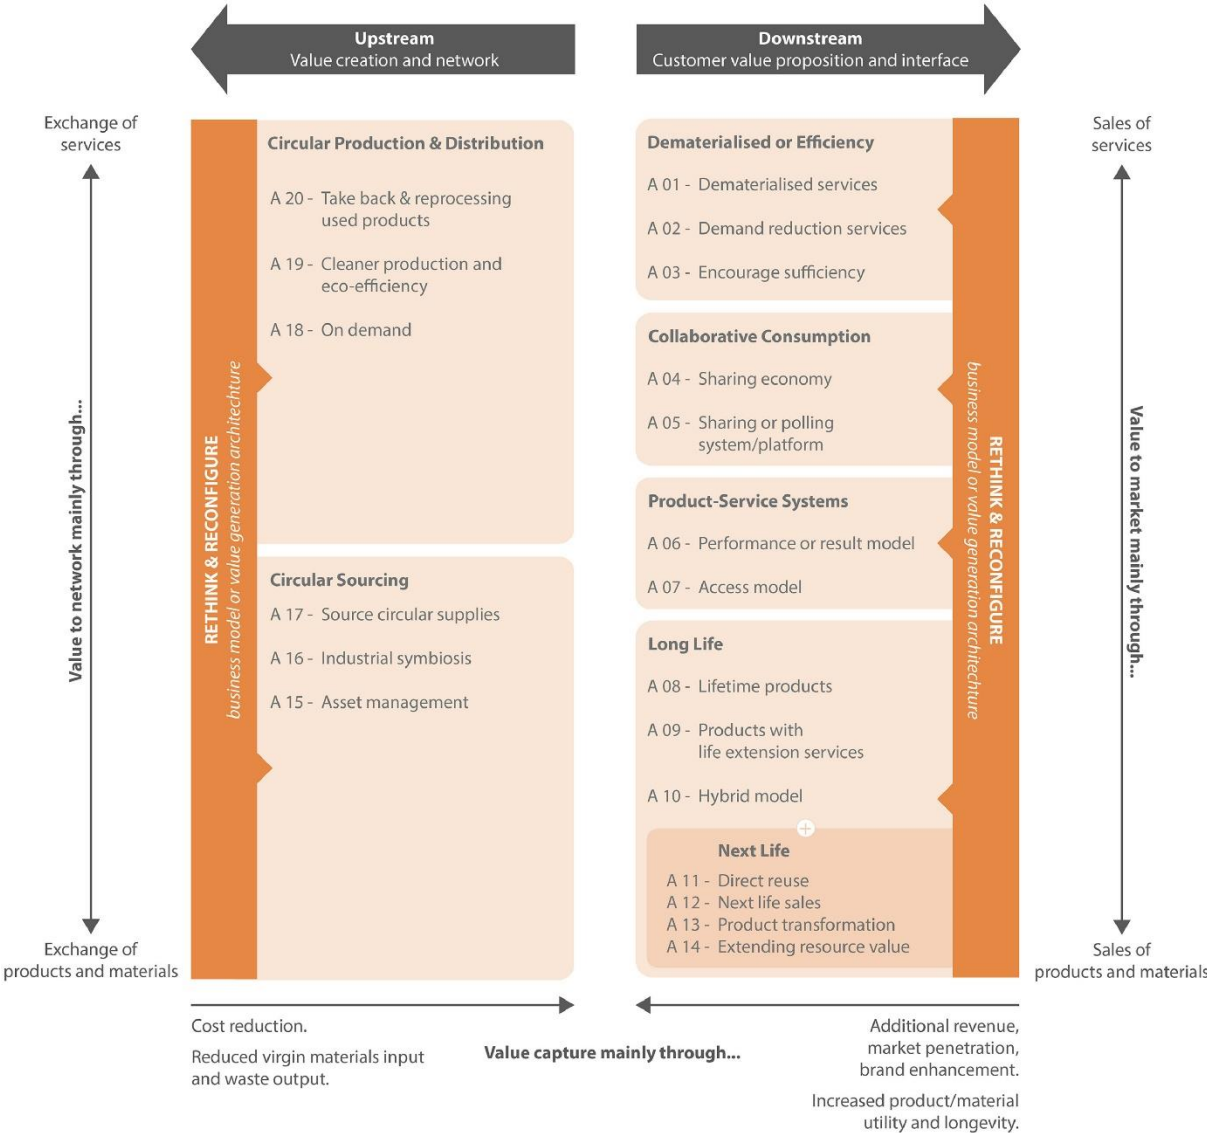 Upstream
Value creation and network
Downstream
Customer value proposition and interface
Exchange of
services
Value to network mainly through...
Exchange of
products and materials
RETHINK & RECONFIGURE
business model or value generation architechture
Circular Production & Distribution
A 20 - Take back & reprocessing
used products
A 19 - Cleaner production and
eco-efficiency
A 18 - On demand
Circular Sourcing
A 17 - Source circular supplies
A 16 - Industrial symbiosis
A 15 - Asset management
Dematerialised or Efficiency
A 01 - Dematerialised services
A 02 - Demand reduction services
A 03 - Encourage sufficiency
Collaborative Consumption
A 04 - Sharing economy
A 05 - Sharing or polling
system/platform
Product-Service Systems
A 06 - Performance or result model
A 07 - Access model
Long Life
A 08 - Lifetime products
A 09 - Products with
life extension services
A 10 - Hybrid model
Next Life
A 11 - Direct reuse
A 12 - Next life sales
A 13 - Product transformation
A 14 - Extending resource value
RETHINK & RECONFIGURE
business model or value generation architechture
Sales of
services
Value to market mainly through...
Sales of
products and materials
Cost reduction.
Reduced virgin materials input
and waste output.
Value capture mainly through...
Additional revenue,
market penetration,
brand enhancement.
Increased product/material
utility and longevity.